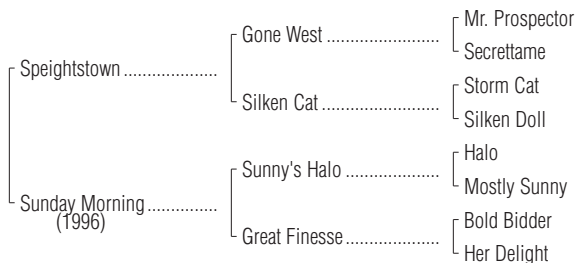 Mr. Prospector
Gone West ........................
Secrettame
Speightstown ....................
Storm Cat
Silken Cat .........................
Silken Doll
Halo
Sunny's Halo ....................
Mostly Sunny
Sunday Morning ...............
(1996)
Bold Bidder
Great Finesse ....................
Her Delight